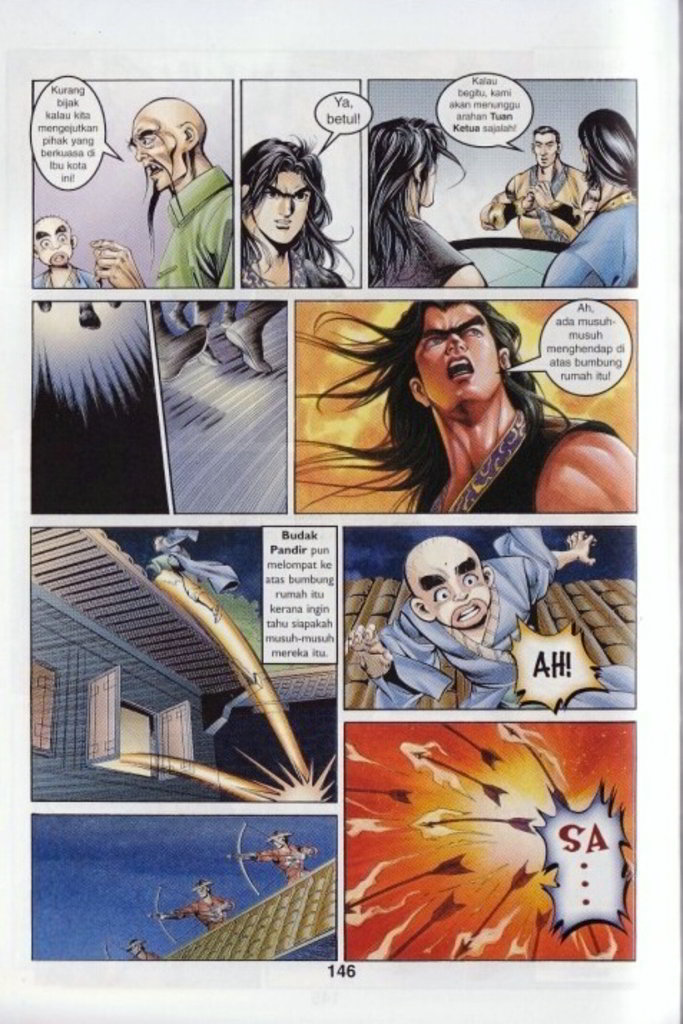 Kurang
bijak
kalau kita
mengejutkan
pihak yang
berkuasa di
Ibu kota
ini!
Ya,
betul!
Kalau
begitu, kami
akan menunggu
arahan Tuan
Ketua sajalah!
Ah,
ada musuh-
musuh
menghendap di
atas bumbung
rumah itu!
Budak
Pandir pun
melompat ke
atas bumbung
rumah itu
kerana ingin
tahu siapakah
musuh-musuh
mereka itu.
AH!
SA
....
146